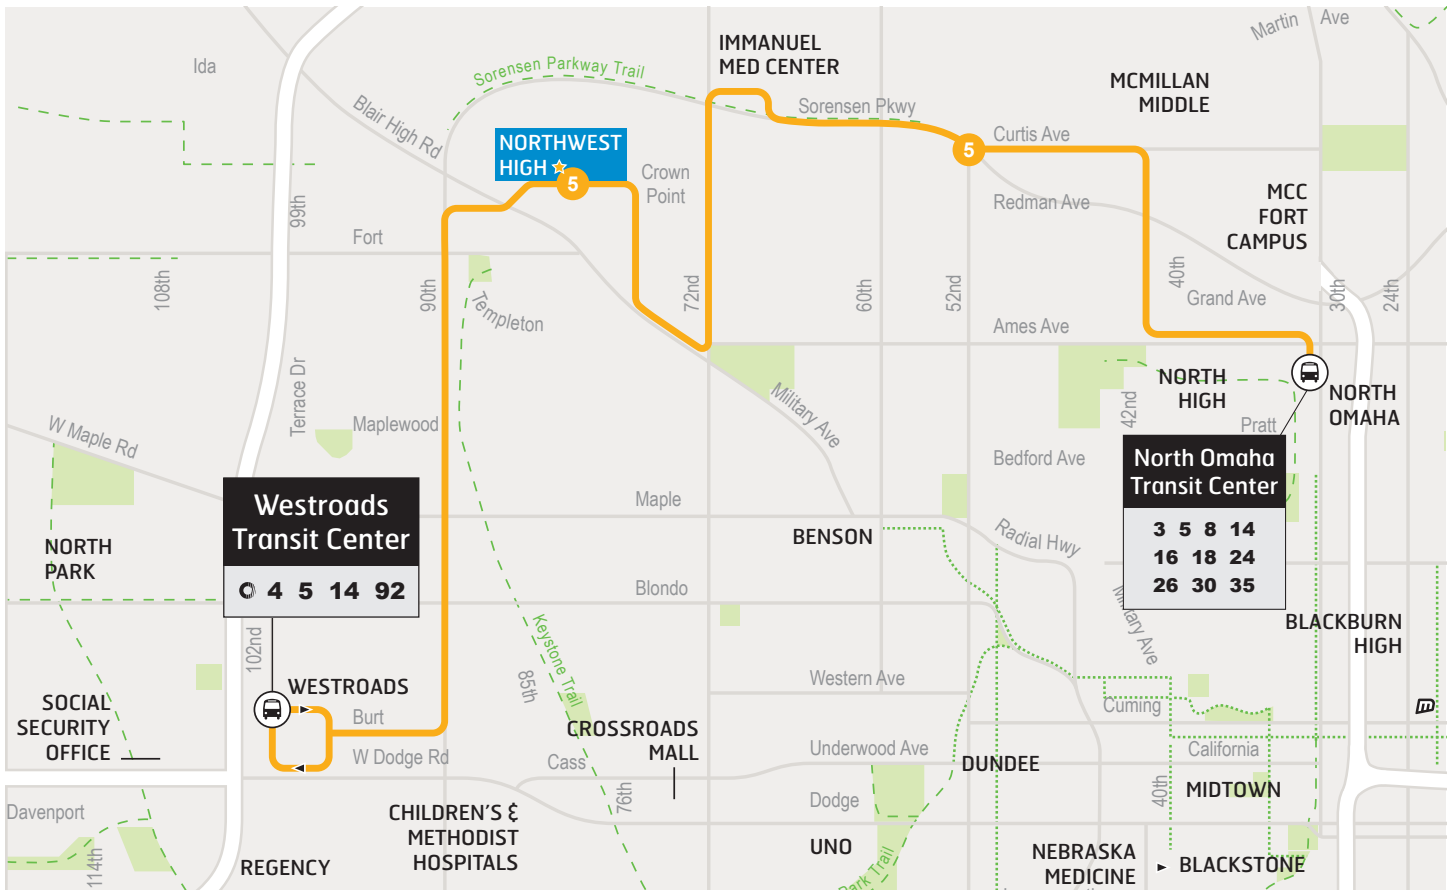 Martin Ave
IMMANUEL
MED CENTER
Ida
Sorensen Parkway Trail
MCMILLAN
MIDDLE
Blair High Rd
Sorensen Pkwy
Curtis Ave
5
NORTHWEST
HIGH
5
Crown
Point
99th
Redman Ave
MCC
FORT
CAMPUS
Fort
108th
90th
72nd
60th
52nd
40th
30th
24th
Grand Ave
Templeton
Ames Ave
Terrace Dr
NORTH
HIGH
NORTH
OMAHA
Military Ave
42nd
Maplewood
Pratt
W Maple Rd
Bedford Ave
North Omaha
Transit Center
3 5 8 14
16 18 24
26 30 35
Westroads
Transit Center
4 5 14 92
Maple
BENSON
Radial Hwy
NORTH
PARK
Blondo
Military Ave
BLACKBURN
HIGH
Keystone Trail
102nd
85th
WESTROADS
Western Ave
SOCIAL
SECURITY
OFFICE
Burt
Cuming
CROSSROADS
MALL
W Dodge Rd
Cass
Underwood Ave
DUNDEE
California
76th
40th
MIDTOWN
Davenport
CHILDREN'S &
METHODIST
HOSPITALS
Dodge
UNO
114th
REGENCY
Park Trail
NEBRASKA
MEDICINE
BLACKSTONE